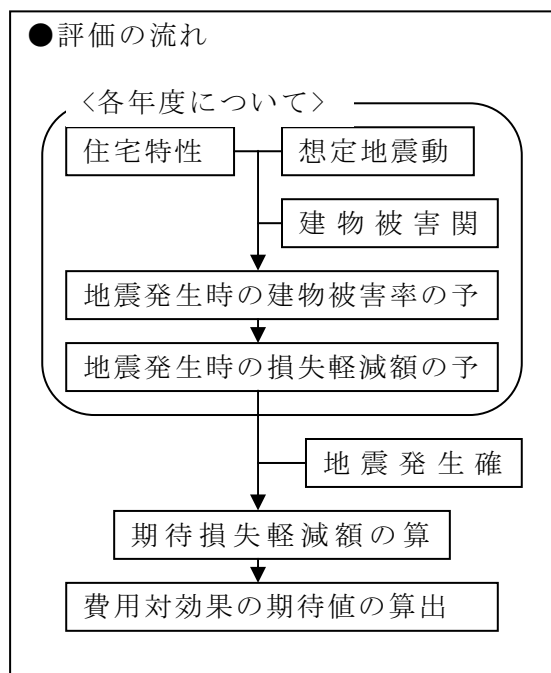 ●評価の流れ
<各年度について>
住宅特性
想定地震動
建物被害関
地震発生時の建物被害率の予
地震発生時の損失軽減額の予
地震発生確
期待損失軽減額の算
費用対効果の期待値の算出